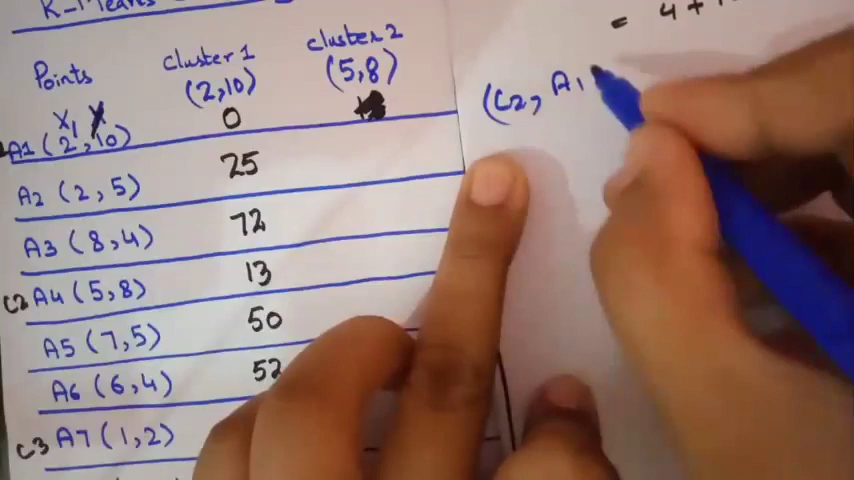 K-Means
= 4 +
Points cluster 1 cluster 2
(2,10) (5,8)
X, Y
A1 (2, 10) 0
(C2, A1
A2 (2, 5) 25
A3 (8, 4) 72
C2 A4 (5, 8) 13
A5 (7, 5) 50
A6 (6, 4) 52
C3 A7 (1, 2)